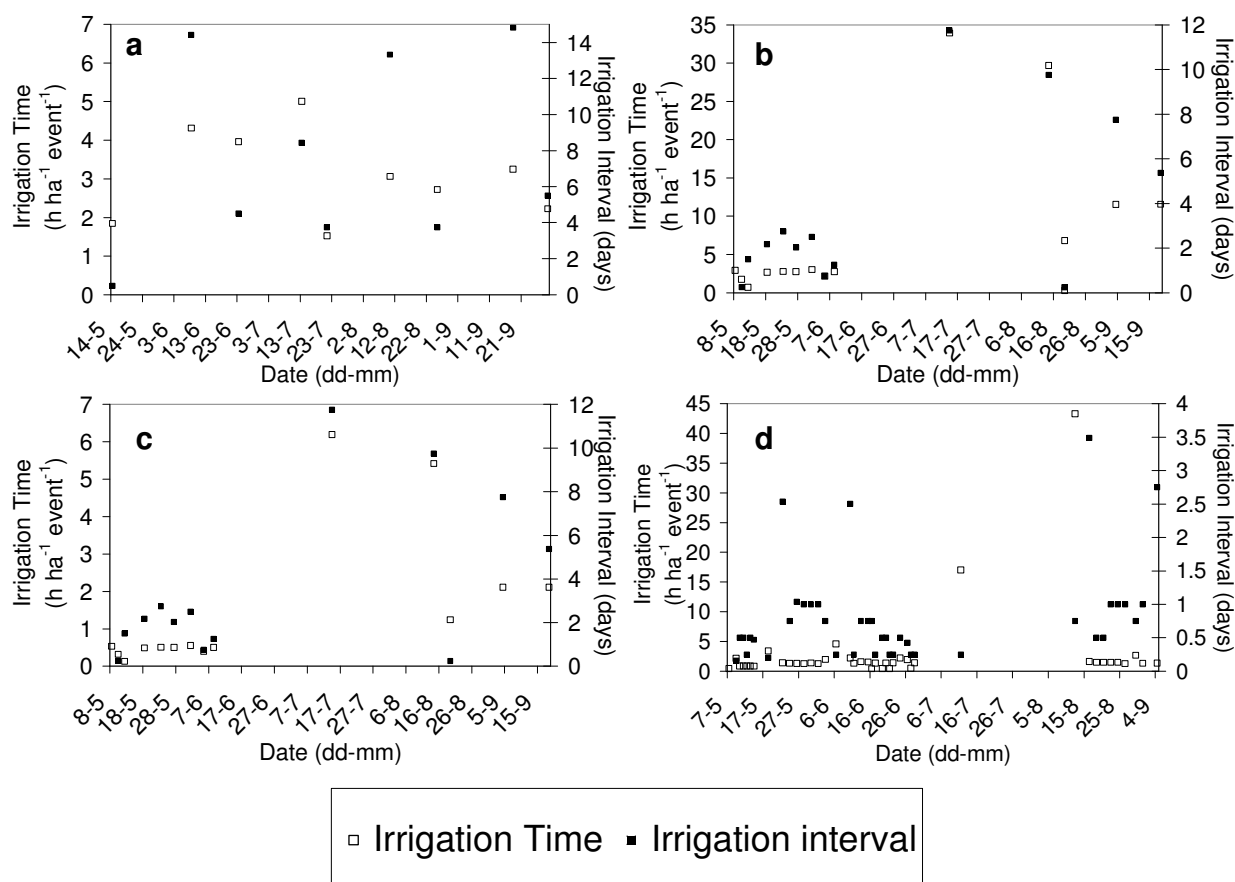 a
7
6
5
4
3
2
1
0
14
12
10
8
6
4
2
0
Irrigation Time
(h ha⁻¹ event⁻¹)
Irrigation Interval (days)
14-5 24-5 3-6 13-6 23-6 3-7 13-7 23-7 2-8 12-8 22-8 1-9 11-9 21-9
Date (dd-mm)
b
35
30
25
20
15
10
5
0
12
10
8
6
4
2
0
Irrigation Time
(h ha⁻¹ event⁻¹)
Irrigation Interval (days)
8-5 18-5 28-5 7-6 17-6 27-6 7-7 17-7 27-7 6-8 16-8 26-8 5-9 15-9
Date (dd-mm)
c
7
6
5
4
3
2
1
0
12
10
8
6
4
2
0
Irrigation Time
(h ha⁻¹ event⁻¹)
Irrigation Interval (days)
8-5 18-5 28-5 7-6 17-6 27-6 7-7 17-7 27-7 6-8 16-8 26-8 5-9 15-9
Date (dd-mm)
d
45
40
35
30
25
20
15
10
5
0
4
3.5
3
2.5
2
1.5
1
0.5
0
Irrigation Time
(h ha⁻¹ event⁻¹)
Irrigation Interval (days)
7-5 17-5 27-5 6-6 16-6 26-6 6-7 16-7 26-7 5-8 15-8 25-8 4-9
Date (dd-mm)
Irrigation Time Irrigation interval